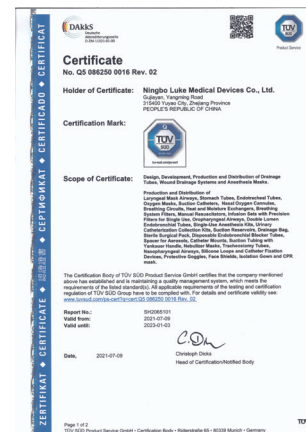 DAkkS
Deutsche
Akkreditierungsstelle
TÜV
SÜD
Product Service
Certificate
No. Q5 086250 0016 Rev. 02
Holder of Certificate: Ningbo Luke Medical Devices Co., Ltd.
Guljayan, Yangming Road
315400 Yuyao City, Zhejiang Province
PEOPLE'S REPUBLIC OF CHINA
Certification Mark:
TÜV
SÜD
Scope of Certificate: Design, Development, Production and Distribution of Drainage
Tubes, Wound Drainage Systems and Anesthesia Masks.
Production and Distribution of
Laryngeal Mask Airways, Stomach Tubes, Endotracheal Tubes,
Oxygen Masks, Suction Catheters, Nasal Oxygen Cannulas,
Breathing Circuits, Heat and Moisture Exchangers, Breathing
System Filters, Manual Resuscitators, Infusion Sets with Precision
Filters for Single Use, Oropharyngeal Airways, Double Lumen
Endobronchial Tubes, Single-Use Anesthesia Kits, Urinary
Catheterization Collection Kits, Suction Reservoirs, Drainage Bag,
Sterile Surgical Pack, Disposable Endobronchial Blocker Tubes,
Spacer for Aerosols, Catheter Mounts, Suction Tubing with
Yankauer Handle, Nebulizer Masks, Tracheostomy Tubes,
Nasopharyngeal Airways, Silicone Loops and Catheter Fixation
Devices, Protective Goggles, Face Shields, Isolation Gown and CPR
mask.
The Certification Body of TÜV SÜD Product Service GmbH certifies that the company mentioned
above has established and is maintaining a quality management system, which meets the
requirements of the listed standard(s). All applicable requirements of the testing and certification
regulation of TÜV SÜD Group have to be complied with. For details and certificate validity see:
www.tuvsud.com/ps-cert?q=cert:Q5 086250 0016 Rev. 02
Report No.: SH2065101
Valid from: 2021-07-09
Valid until: 2023-01-03
Date, 2021-07-09
Christoph Dicks
Head of Certification/Notified Body
Page 1 of 2
TÜV SÜD Product Service GmbH • Certification Body • Ridlerstraße 65 • 80339 Munich • Germany
TÜV
ZERTIFIKAT ◆ CERTIFICATE ◆ 認證證書 ◆ СЕРТИФИКАТ ◆ CERTIFICADO ◆ CERTIFICAT